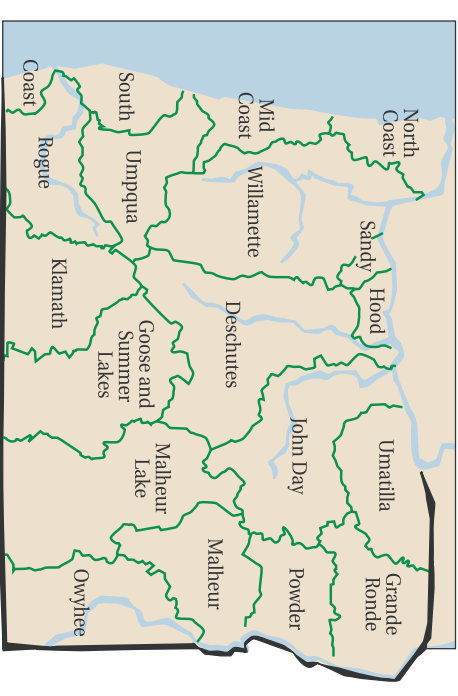 North
Coast
Mid
Coast
South
Coast
Sandy
Hood
Willamette
Umpqua
Rogue
Umatilla
John Day
Deschutes
Goose and
Summer
Lakes
Klamath
Grande
Ronde
Powder
Malheur
Malheur
Lake
Owyhee